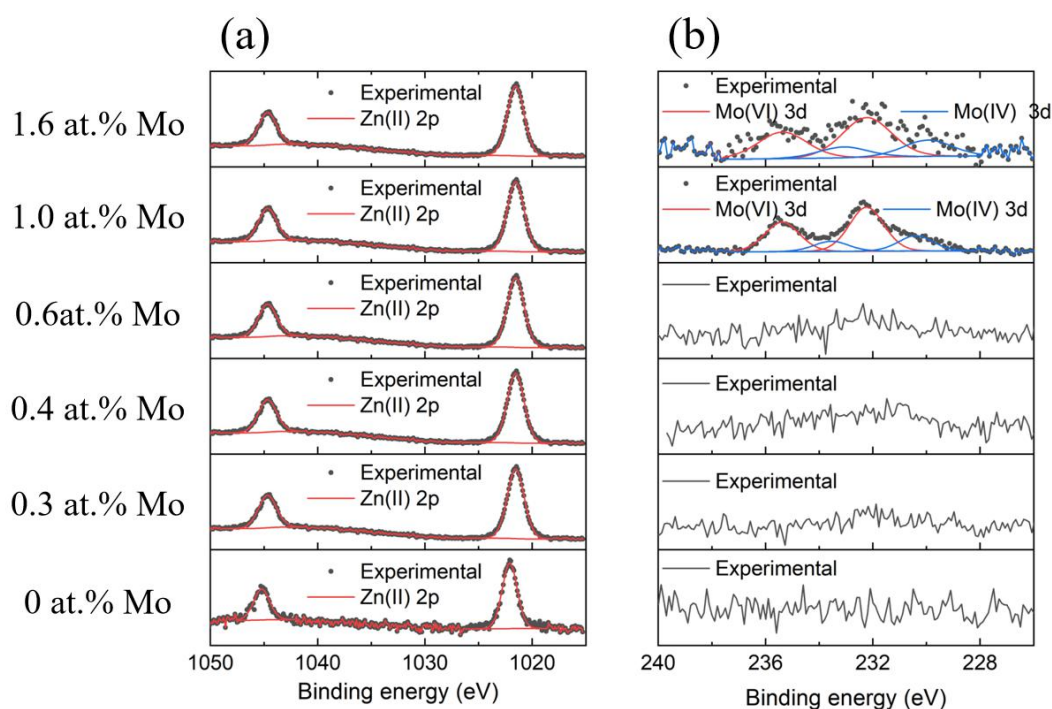 (a)
(b)
1.6 at.% Mo
Experimental
Zn(II) 2p
Experimental
Mo(VI) 3d
Mo(IV) 3d
1.0 at.% Mo
Experimental
Zn(II) 2p
Experimental
Mo(VI) 3d
Mo(IV) 3d
0.6at.% Mo
Experimental
Zn(II) 2p
Experimental
0.4 at.% Mo
Experimental
Zn(II) 2p
Experimental
0.3 at.% Mo
Experimental
Zn(II) 2p
Experimental
0 at.% Mo
Experimental
Zn(II) 2p
Experimental
1050 1040 1030 1020
Binding energy (eV)
240 236 232 228
Binding energy (eV)